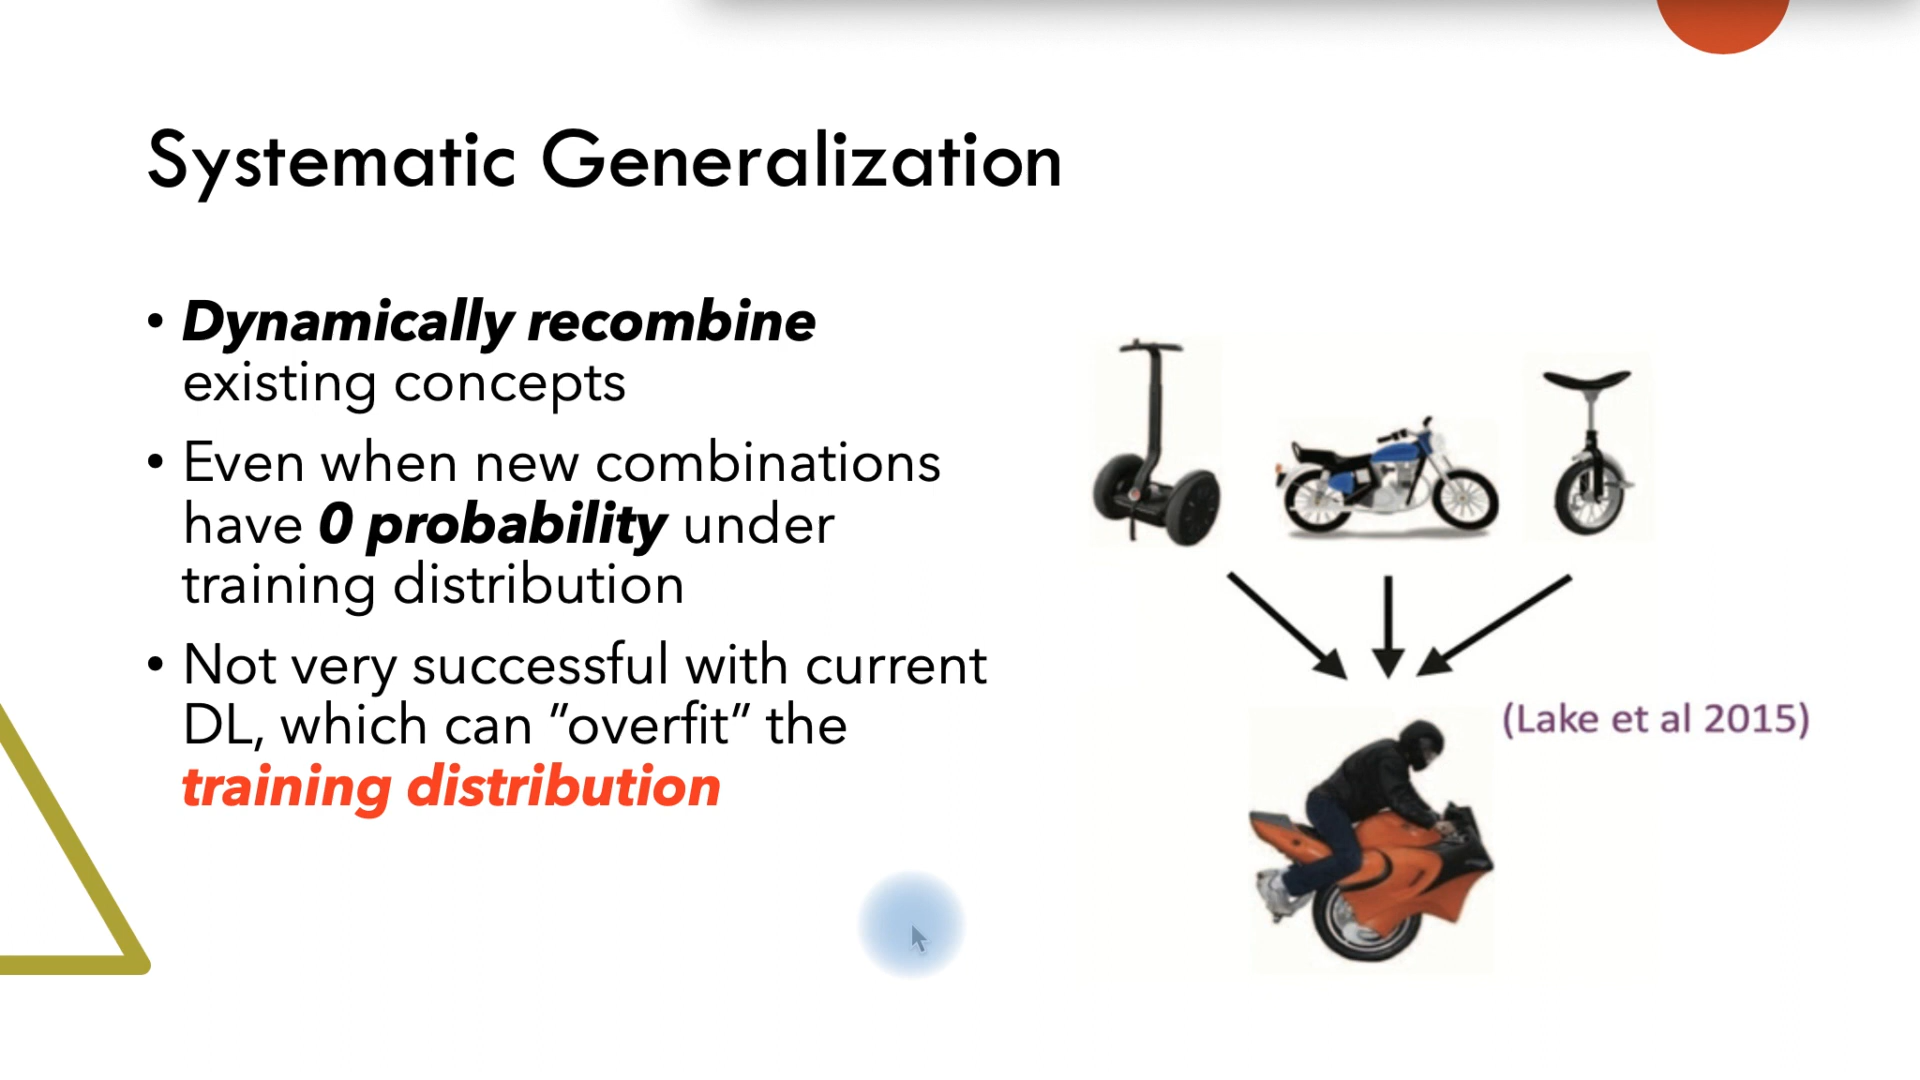 Systematic Generalization
• Dynamically recombine
existing concepts
• Even when new combinations
have 0 probability under
training distribution
• Not very successful with current
DL, which can ”overfit” the
training distribution
(Lake et al 2015)